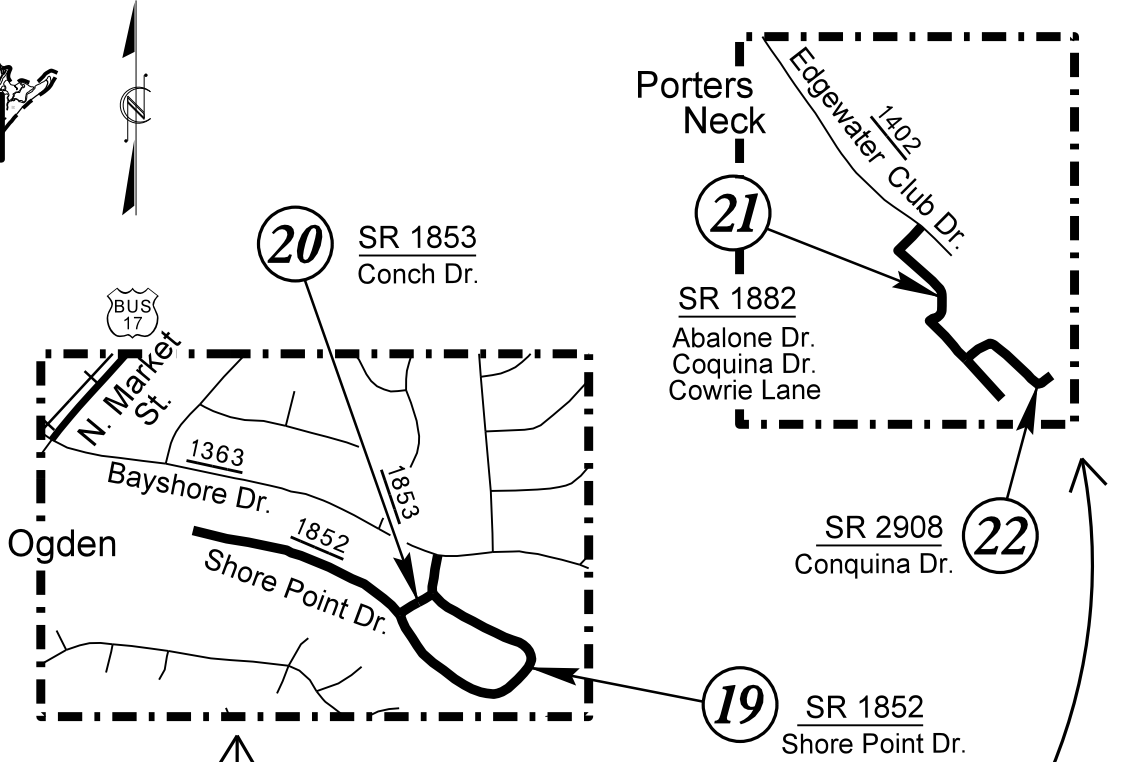 N
Porters
Neck
Edgewater Club Dr.
1402
21
SR 1882
Abalone Dr.
Coquina Dr.
Cowrie Lane
20
SR 1853
Conch Dr.
BUS
17
N. Market
St.
1363
Bayshore Dr.
1853
1852
Shore Point Dr.
Ogden
22
SR 2908
Conquina Dr.
19
SR 1852
Shore Point Dr.